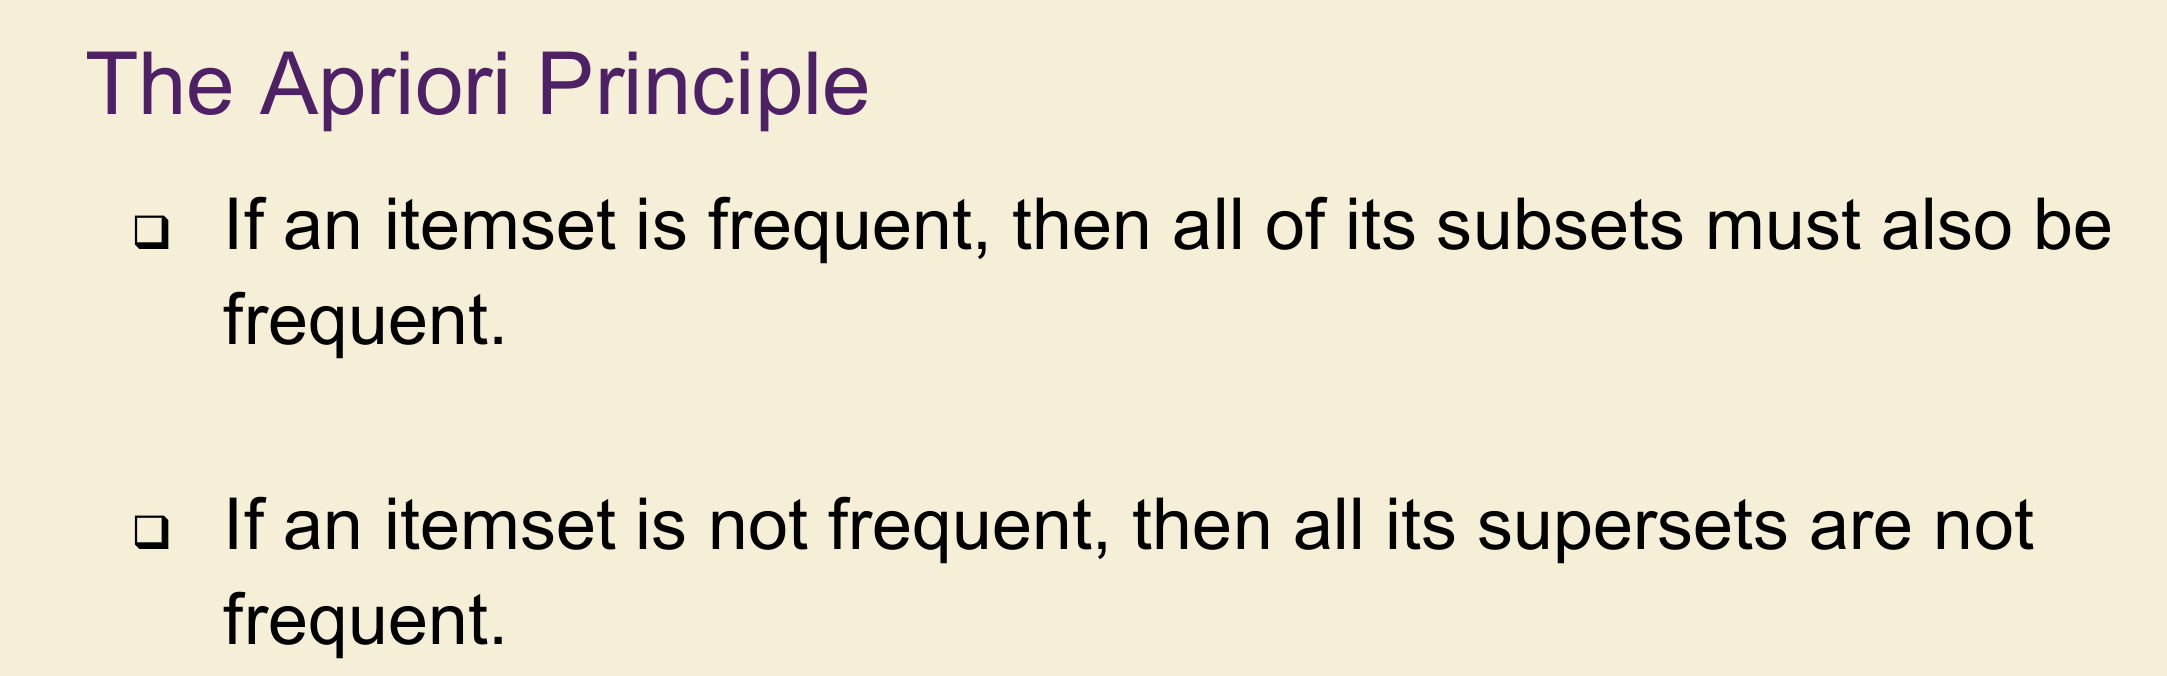 The Apriori Principle
❑ If an itemset is frequent, then all of its subsets must also be
frequent.
❑ If an itemset is not frequent, then all its supersets are not
frequent.